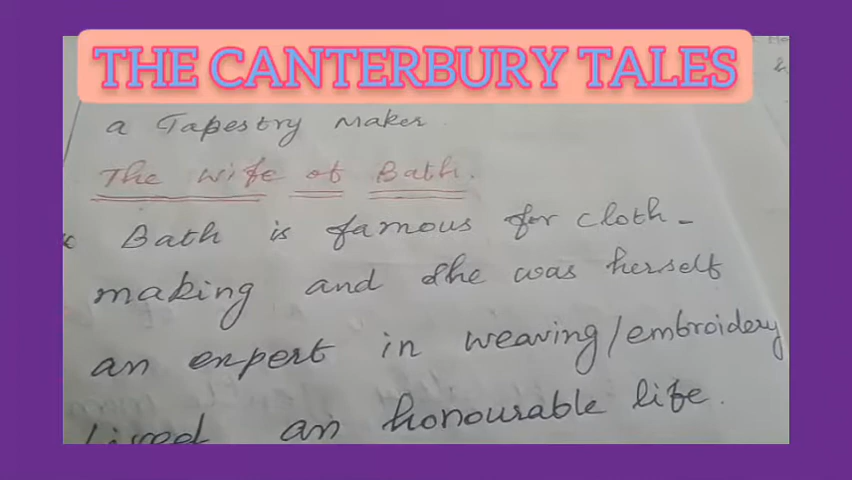 THE CANTERBURY TALES
a Tapestry Maker
The wife of Bath.
Bath is famous for cloth-
making and she was herself
an expert in weaving/embroidery
Lived an honourable life.